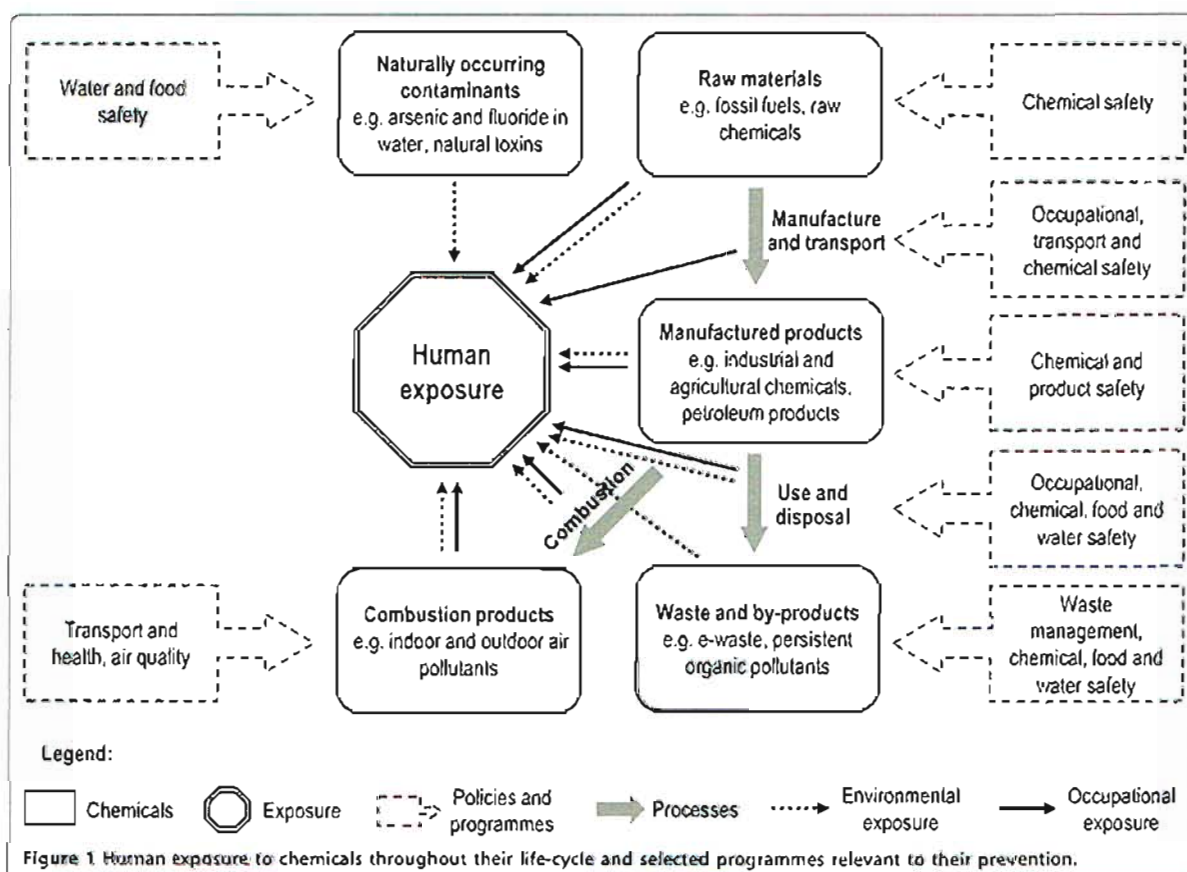 Water and food
safety
Naturally occurring
contaminants
e.g. arsenic and fluoride in
water, natural toxins
Raw materials
e.g. fossil fuels, raw
chemicals
Chemical safety
Manufacture
and transport
Occupational,
transport and
chemical safety
Human
exposure
Manufactured products
e.g. industrial and
agricultural chemicals,
petroleum products
Chemical and
product safety
Combustion
Use and
disposal
Occupational,
chemical, food and
water safety
Transport and
health, air quality
Combustion products
e.g. indoor and outdoor air
pollutants
Waste and by-products
e.g. e-waste, persistent
organic pollutants
Waste
management,
chemical, food and
water safety
Legend:
Chemicals
Exposure
Policies and
programmes
Processes
Environmental
exposure
Occupational
exposure
Figure 1 Human exposure to chemicals throughout their life-cycle and selected programmes relevant to their prevention.